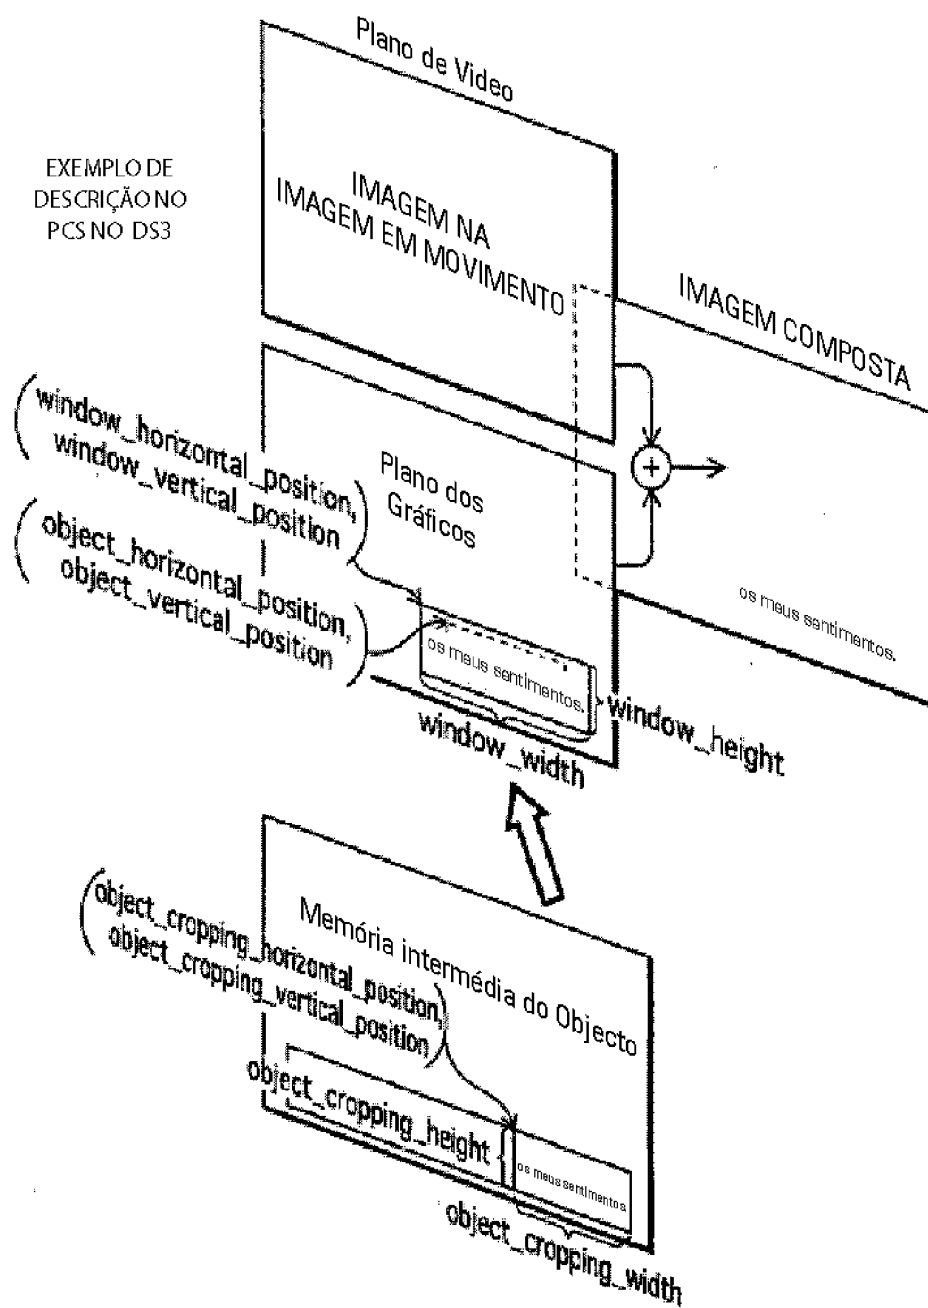 Plano de Video
EXEMPLO DE
DESCRIÇÃO NO
PCS NO DS3
IMAGEM NA
IMAGEM EM MOVIMENTO
IMAGEM COMPOSTA
window_horizontal_position,
window_vertical_position
Plano dos
Gráficos
+
object_horizontal_position,
object_vertical_position
os meus sentimentos.
os meus sentimentos.
window_height
window_width
Memória intermédia do Objecto
object_cropping_horizontal_position,
object_cropping_vertical_position
object_cropping_height
os meus sentimentos
object_cropping_width